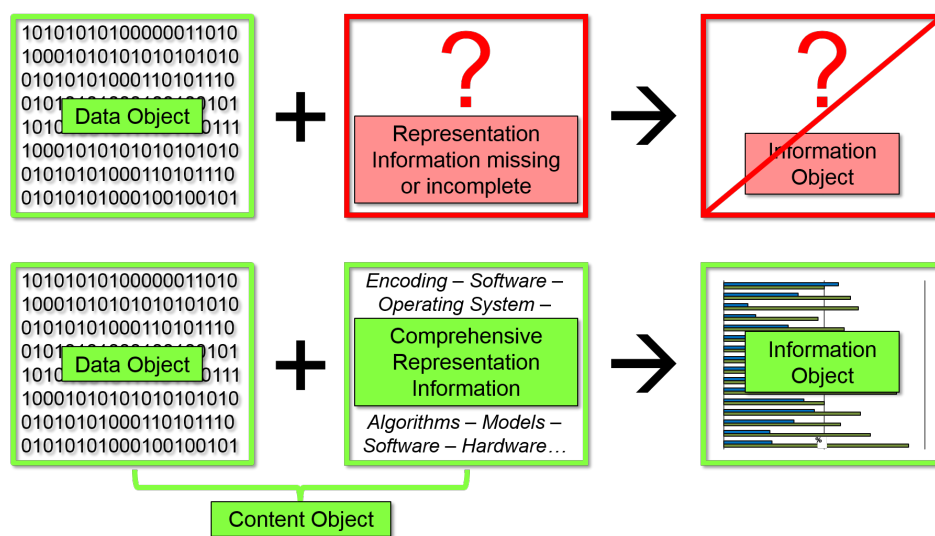 10101010100000011010
10001010101010101010
01010101000110101110
Data Object
10001010101010101010
01010101000110101110
01010101000100100101
+
?
Representation
Information missing
or incomplete
→
?
Information
Object
10101010100000011010
10001010101010101010
01010101000110101110
Data Object
10001010101010101010
01010101000110101110
01010101000100100101
+
Encoding – Software –
Operating System –
Comprehensive
Representation
Information
Algorithms – Models –
Software – Hardware…
→
Information
Object
%
Content Object